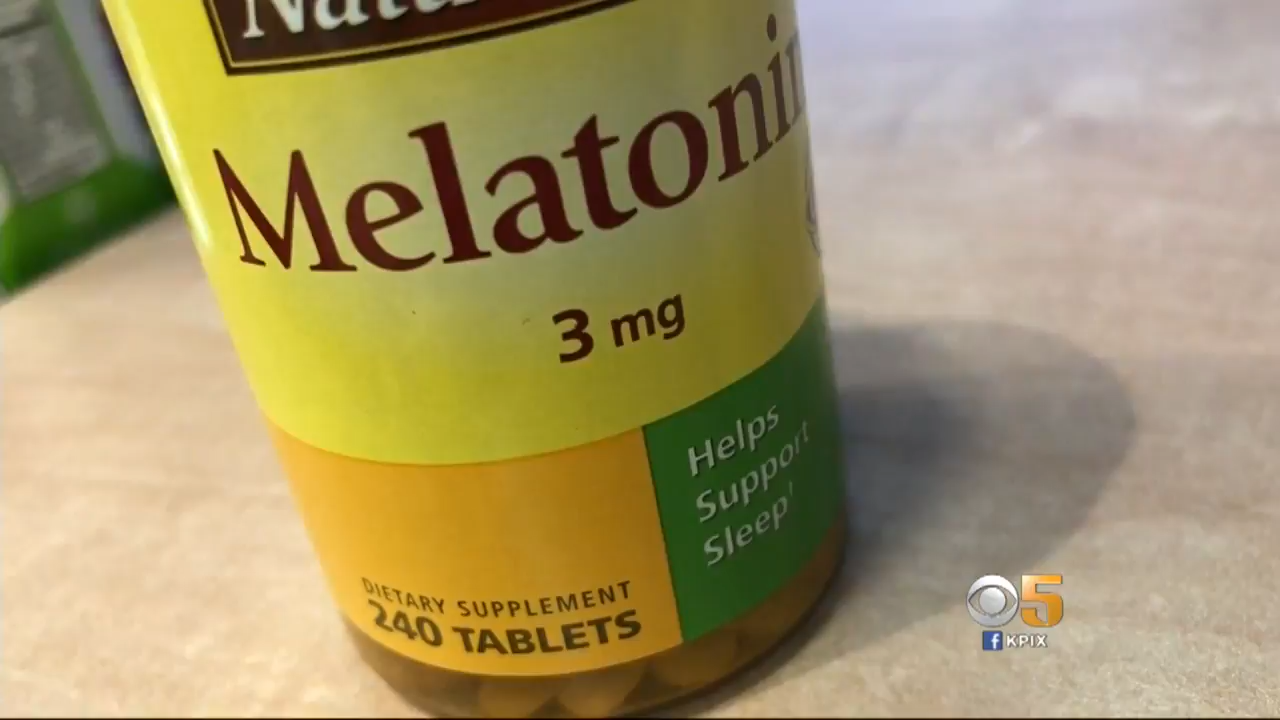 Melatonin
3 mg
Helps
Support
Sleep
DIETARY SUPPLEMENT
240 TABLETS
5
f KPIX